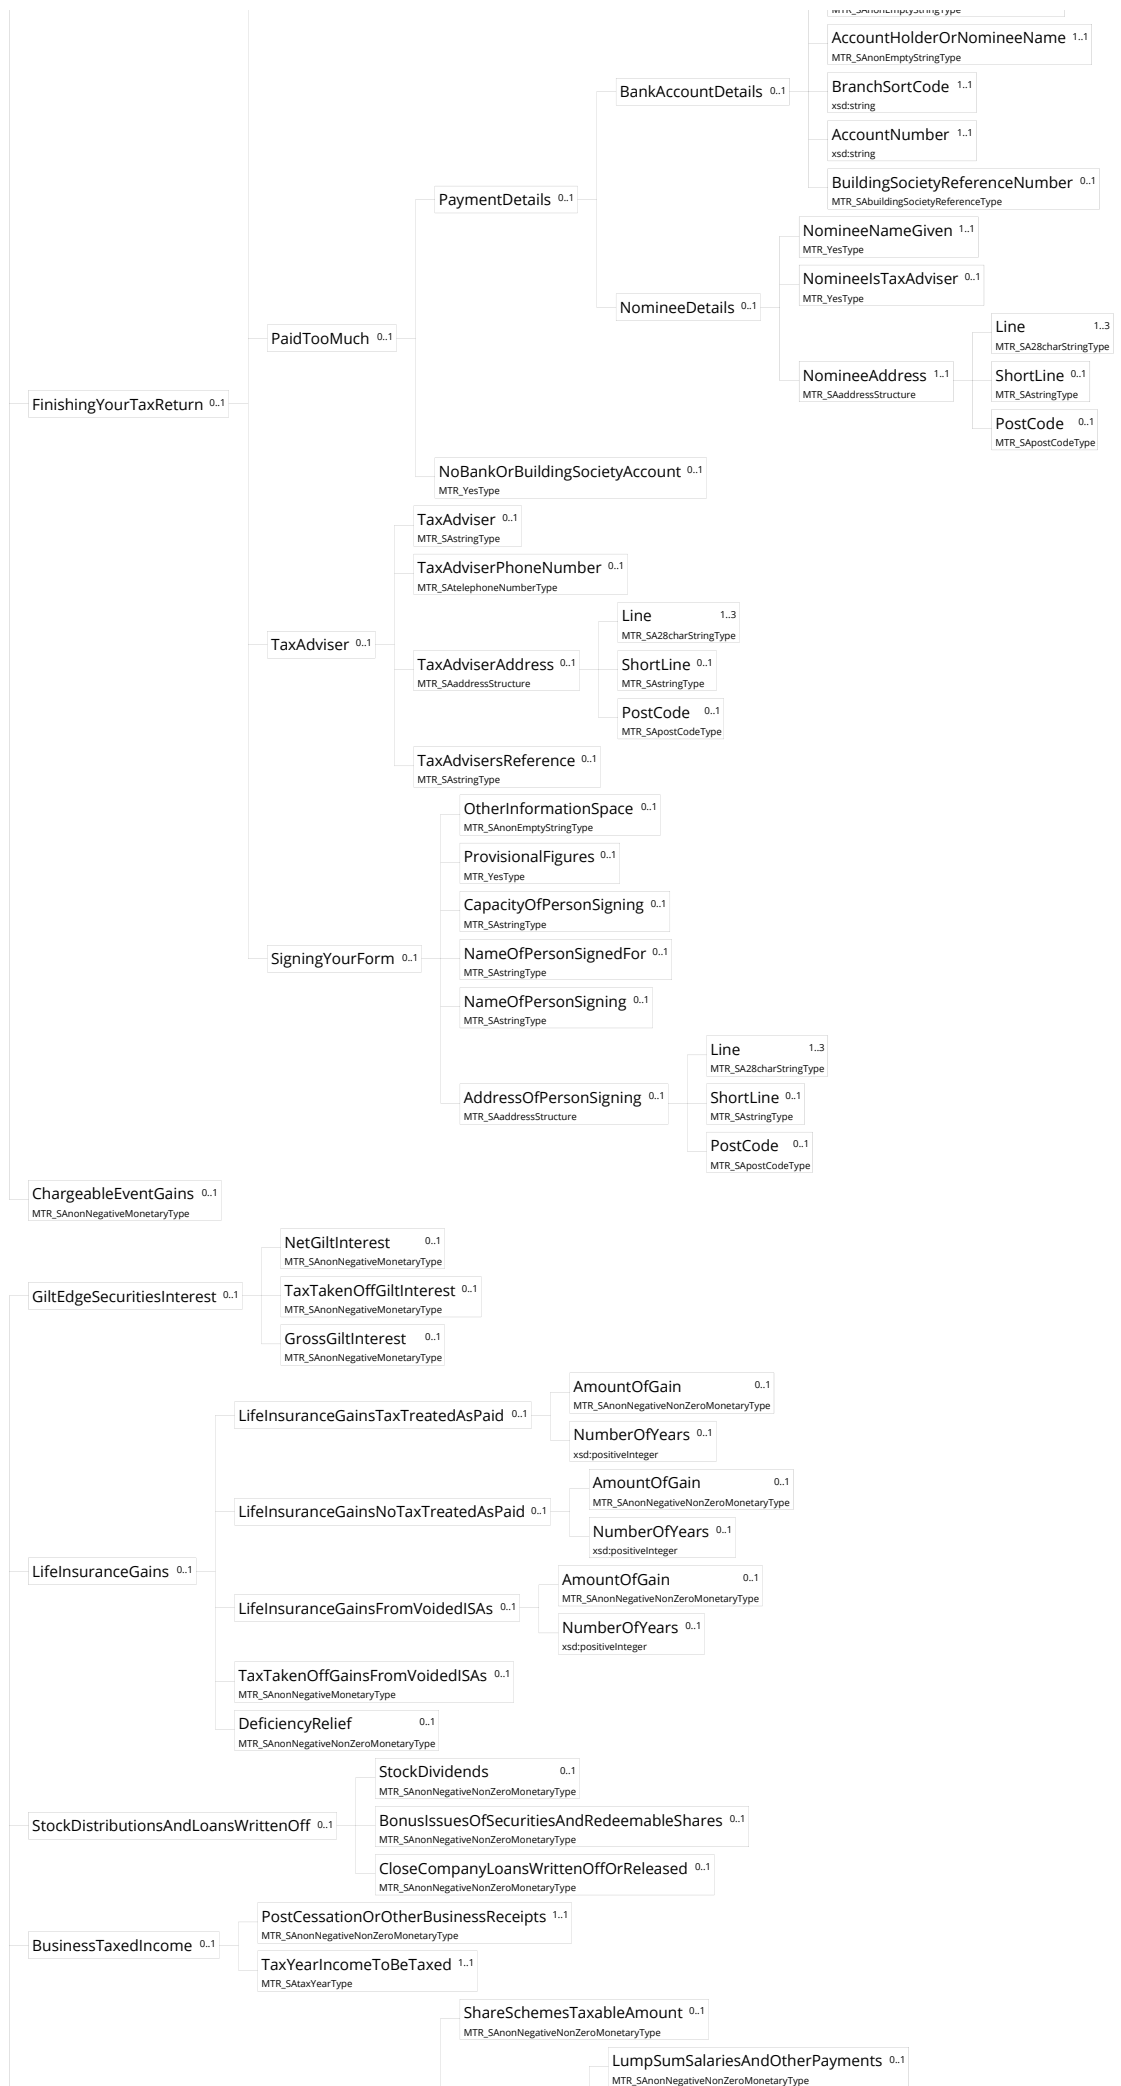 MTR_SAnonEmptyStringType
AccountHolderOrNomineeName 1..1
MTR_SAnonEmptyStringType
BankAccountDetails 0..1
BranchSortCode 1..1
xsd:string
AccountNumber 1..1
xsd:string
BuildingSocietyReferenceNumber 0..1
MTR_SAbuildingSocietyReferenceType
PaymentDetails 0..1
NomineeNameGiven 1..1
MTR_YesType
NomineeIsTaxAdviser 0..1
MTR_YesType
NomineeDetails 0..1
PaidTooMuch 0..1
Line 1..3
MTR_SA28charStringType
NomineeAddress 1..1
MTR_SAaddressStructure
ShortLine 0..1
MTR_SAstringType
FinishingYourTaxReturn 0..1
PostCode 0..1
MTR_SApostCodeType
NoBankOrBuildingSocietyAccount 0..1
MTR_YesType
TaxAdviser 0..1
MTR_SAstringType
TaxAdviserPhoneNumber 0..1
MTR_SAtelephoneNumberType
Line 1..3
MTR_SA28charStringType
TaxAdviser 0..1
TaxAdviserAddress 0..1
MTR_SAaddressStructure
ShortLine 0..1
MTR_SAstringType
PostCode 0..1
MTR_SApostCodeType
TaxAdvisersReference 0..1
MTR_SAstringType
OtherInformationSpace 0..1
MTR_SAnonEmptyStringType
ProvisionalFigures 0..1
MTR_YesType
CapacityOfPersonSigning 0..1
MTR_SAstringType
SigningYourForm 0..1
NameOfPersonSignedFor 0..1
MTR_SAstringType
NameOfPersonSigning 0..1
MTR_SAstringType
Line 1..3
MTR_SA28charStringType
AddressOfPersonSigning 0..1
MTR_SAaddressStructure
ShortLine 0..1
MTR_SAstringType
PostCode 0..1
MTR_SApostCodeType
ChargeableEventGains 0..1
MTR_SAnonNegativeMonetaryType
NetGiltInterest 0..1
MTR_SAnonNegativeMonetaryType
GiltEdgeSecuritiesInterest 0..1
TaxTakenOffGiltInterest 0..1
MTR_SAnonNegativeMonetaryType
GrossGiltInterest 0..1
MTR_SAnonNegativeMonetaryType
LifeInsuranceGainsTaxTreatedAsPaid 0..1
AmountOfGain 0..1
MTR_SAnonNegativeNonZeroMonetaryType
NumberOfYears 0..1
xsd:positiveInteger
LifeInsuranceGainsNoTaxTreatedAsPaid 0..1
AmountOfGain 0..1
MTR_SAnonNegativeNonZeroMonetaryType
NumberOfYears 0..1
xsd:positiveInteger
LifeInsuranceGains 0..1
LifeInsuranceGainsFromVoidedISAs 0..1
AmountOfGain 0..1
MTR_SAnonNegativeNonZeroMonetaryType
NumberOfYears 0..1
xsd:positiveInteger
TaxTakenOffGainsFromVoidedISAs 0..1
MTR_SAnonNegativeMonetaryType
DeficiencyRelief 0..1
MTR_SAnonNegativeNonZeroMonetaryType
StockDividends 0..1
MTR_SAnonNegativeNonZeroMonetaryType
StockDistributionsAndLoansWrittenOff 0..1
BonusIssuesOfSecuritiesAndRedeemableShares 0..1
MTR_SAnonNegativeNonZeroMonetaryType
CloseCompanyLoansWrittenOffOrReleased 0..1
MTR_SAnonNegativeNonZeroMonetaryType
BusinessTaxedIncome 0..1
PostCessationOrOtherBusinessReceipts 1..1
MTR_SAnonNegativeNonZeroMonetaryType
TaxYearIncomeToBeTaxed 1..1
MTR_SAtaxYearType
ShareSchemesTaxableAmount 0..1
MTR_SAnonNegativeNonZeroMonetaryType
LumpSumSalariesAndOtherPayments 0..1
MTR_SAnonNegativeNonZeroMonetaryType